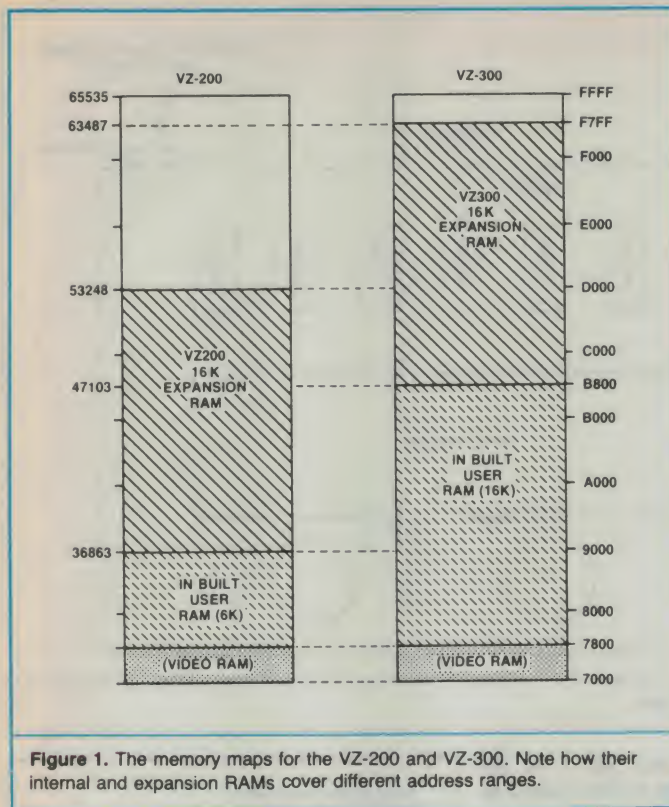 VZ-200
65535
63487
53248
VZ200
16K
EXPANSION
RAM
47103
36863
IN BUILT
USER
RAM (6K)
(VIDEO RAM)
VZ-300
FFFF
F7FF
F000
VZ300
16K
EXPANSION
RAM
E000
D000
C000
B800
B000
IN BUILT
USER
RAM (16K)
A000
9000
8000
7800
(VIDEO RAM)
7000
Figure 1. The memory maps for the VZ-200 and VZ-300. Note how their
internal and expansion RAMs cover different address ranges.